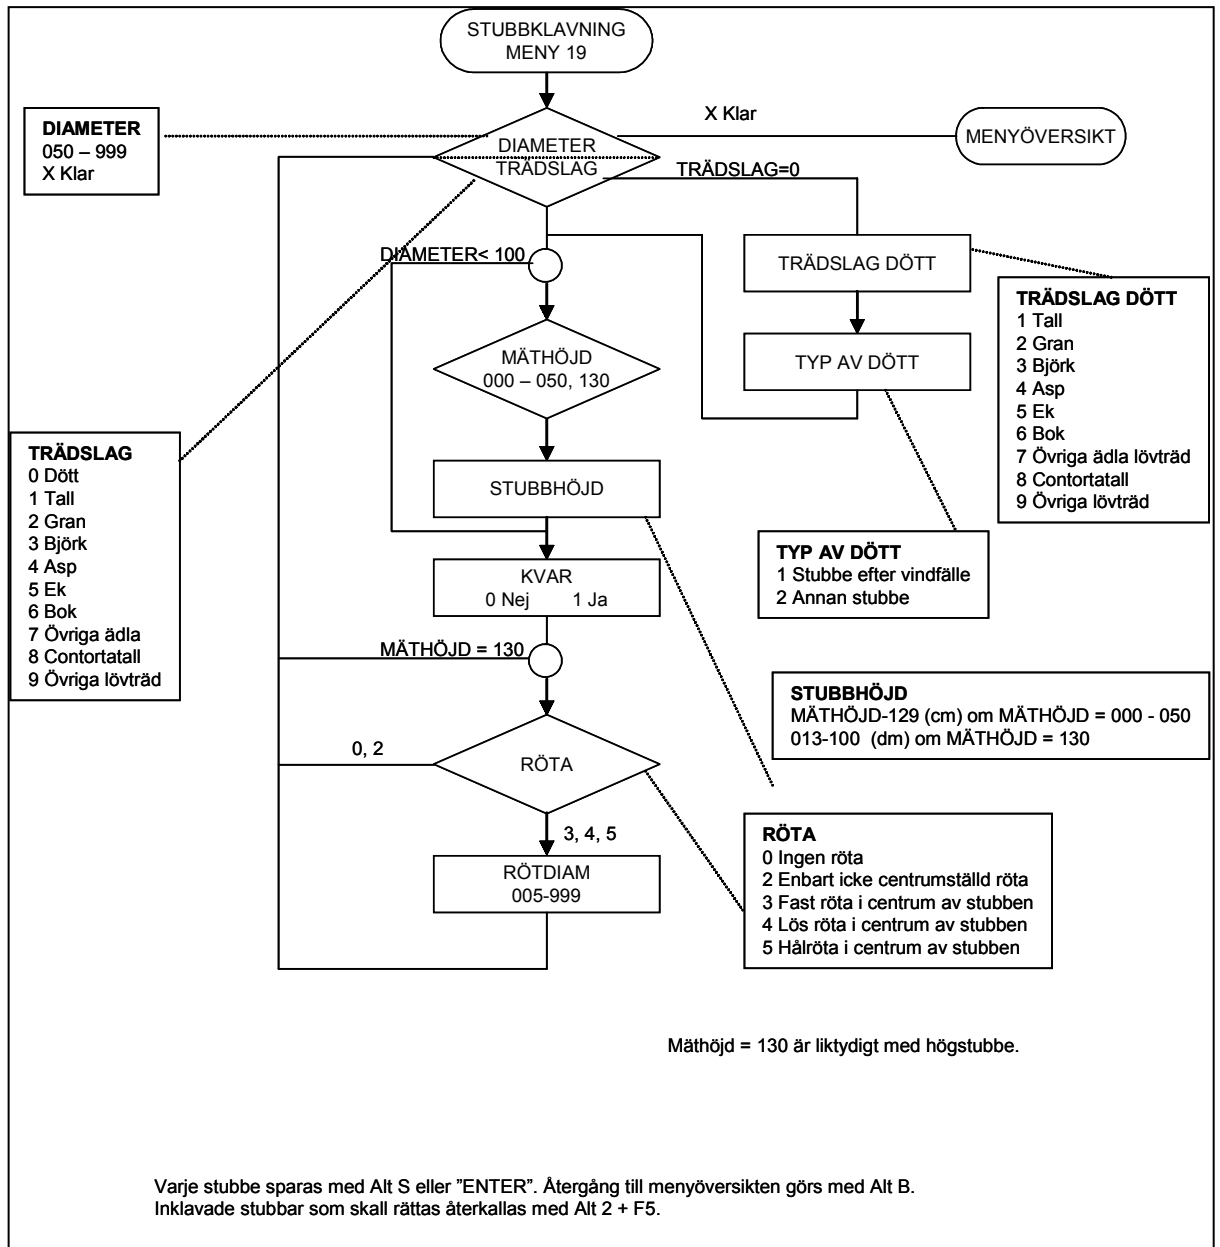 STUBBKLAVNING
MENY 19
DIAMETER
050 – 999
X Klar
X Klar
MENYÖVERSIKT
DIAMETER
TRÄDSLAG
TRÄDSLAG=0
DIAMETER< 100
TRÄDSLAG DÖTT
TRÄDSLAG DÖTT
1 Tall
2 Gran
3 Björk
4 Asp
5 Ek
6 Bok
7 Övriga ädla lövträd
8 Contortatall
9 Övriga lövträd
MÄTHÖJD
000 – 050, 130
TYP AV DÖTT
TRÄDSLAG
0 Dött
1 Tall
2 Gran
3 Björk
4 Asp
5 Ek
6 Bok
7 Övriga ädla
8 Contortatall
9 Övriga lövträd
STUBBHÖJD
TYP AV DÖTT
1 Stubbe efter vindfälle
2 Annan stubbe
KVAR
0 Nej 1 Ja
MÄTHÖJD = 130
STUBBHÖJD
MÄTHÖJD-129 (cm) om MÄTHÖJD = 000 - 050
013-100 (dm) om MÄTHÖJD = 130
0, 2
RÖTA
3, 4, 5
RÖTDIAM
005-999
RÖTA
0 Ingen röta
2 Enbart icke centrumställd röta
3 Fast röta i centrum av stubben
4 Lös röta i centrum av stubben
5 Hålröta i centrum av stubben
Mäthöjd = 130 är liktydigt med högstubbe.
Varje stubbe sparas med Alt S eller ”ENTER”. Återgång till menyöversikten görs med Alt B.
Inklavade stubbar som skall rättas återkallas med Alt 2 + F5.